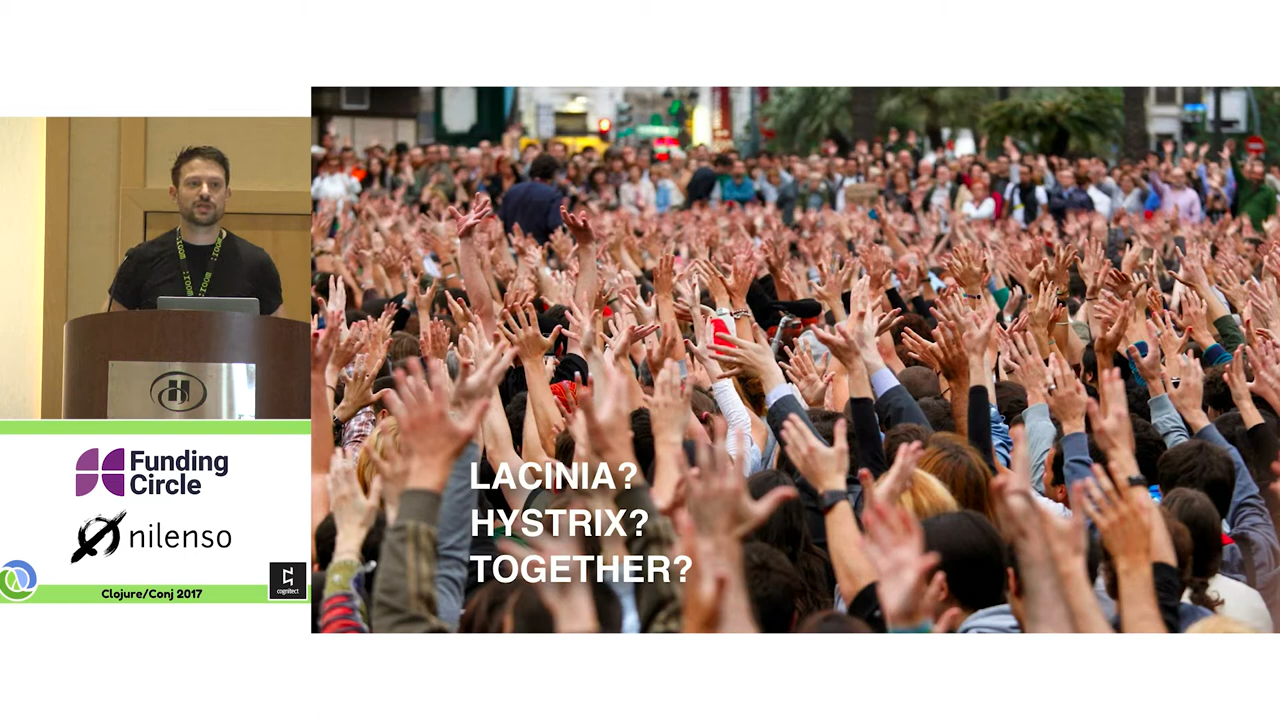 Funding
Circle
nilenso
Clojure/Conj 2017
cognitect
LACINIA?
HYSTRIX?
TOGETHER?